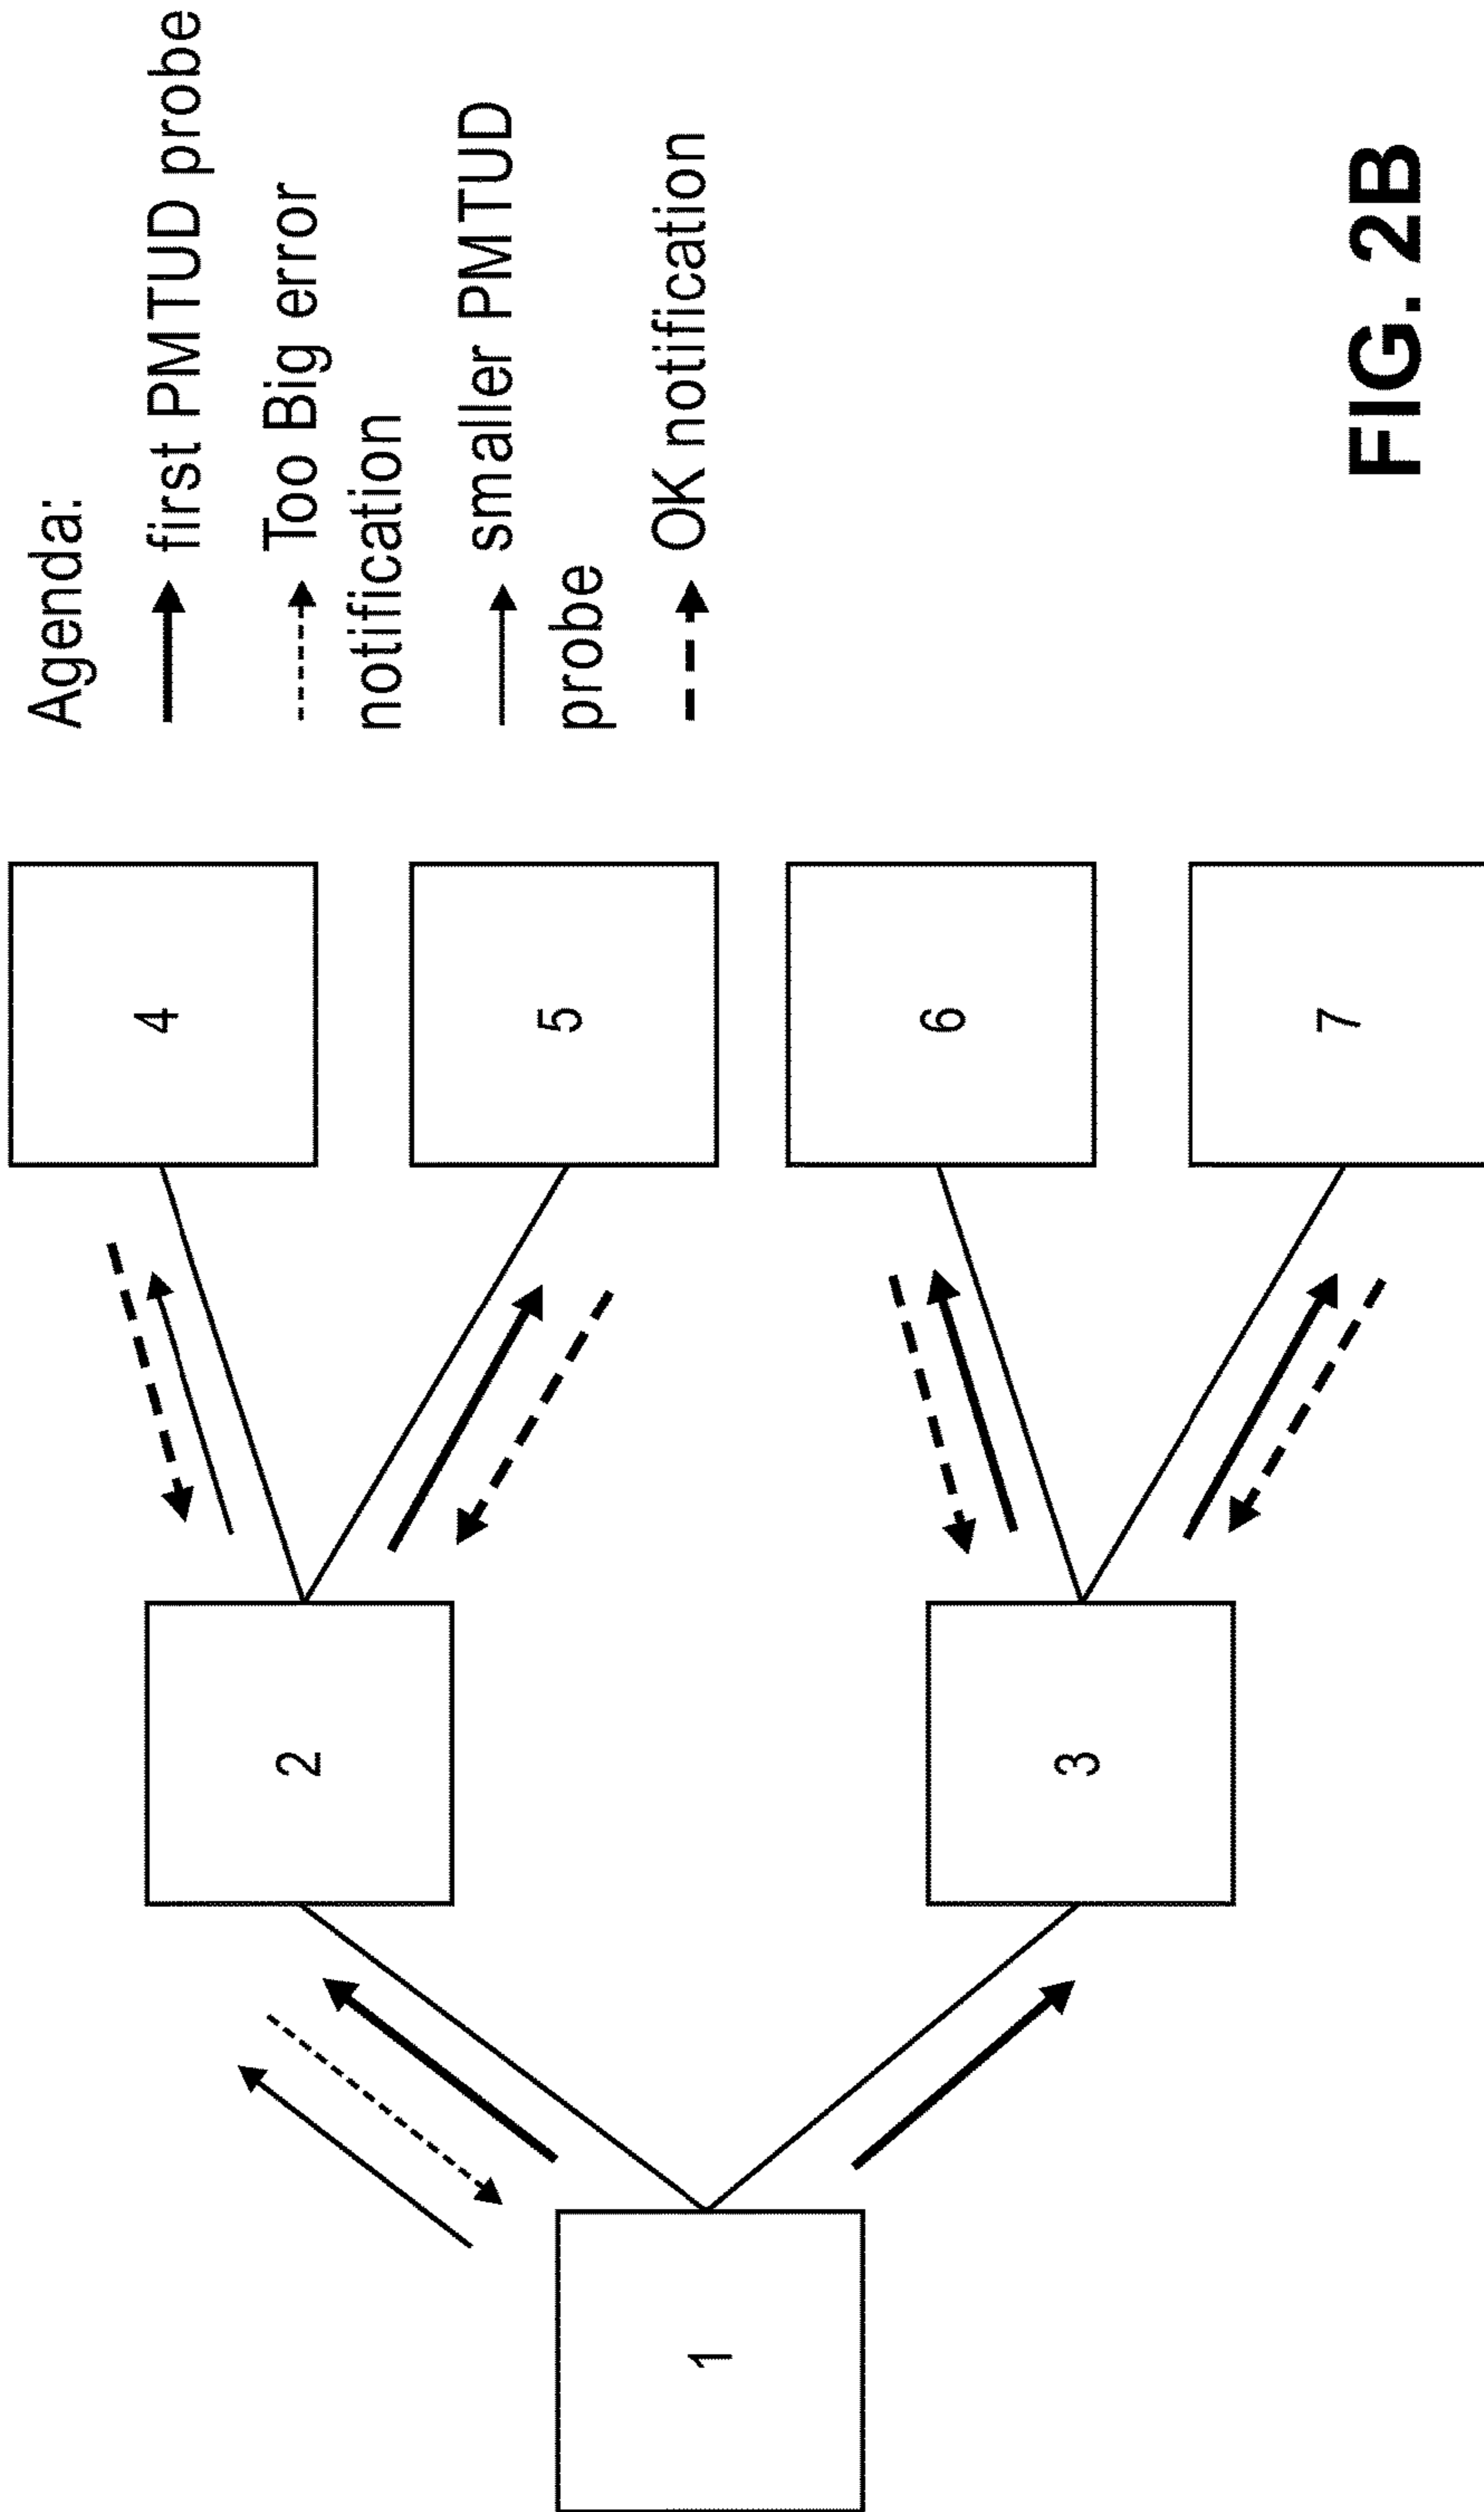 Agenda:
first PMTUD probe
Too Big error
notification
smaller PMTUD
probe
OK notification
4
5
6
7
2
3
1
FIG. 2B